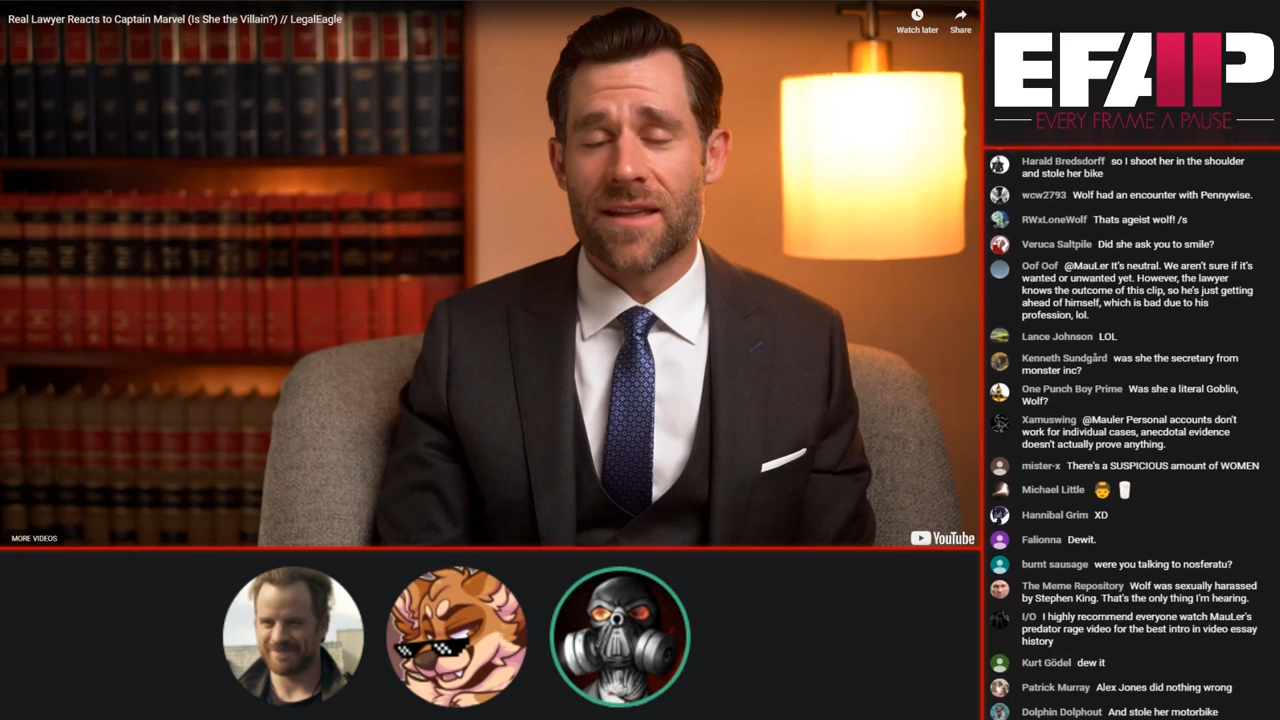 Real Lawyer Reacts to Captain Marvel (Is She the Villain?) // LegalEagle
Watch later
Share
MORE VIDEOS
YouTube
EFAP
EVERY FRAME A PAUSE
Harald Bredsdorff so I shoot her in the shoulder
and stole her bike
wcw2793 Wolf had an encounter with Pennywise.
RWxLoneWolf Thats ageist wolf! /s
Veruca Saltpile Did she ask you to smile?
Oof Oof @MauLer It's neutral. We aren't sure if it's
wanted or unwanted yet. However, the lawyer
knows the outcome of this clip, so he's just getting
ahead of himself, which is bad due to his
profession, lol.
Lance Johnson LOL
Kenneth Sundgård was she the secretary from
monster inc?
One Punch Boy Prime Was she a literal Goblin,
Wolf?
Xamuswing @Mauler Personal accounts don't
work for individual cases, anecdotal evidence
doesn't actually prove anything.
mister-x There's a SUSPICIOUS amount of WOMEN
Michael Little
Hannibal Grim XD
Falionna Dewit.
burnt sausage were you talking to nosferatu?
The Meme Repository Wolf was sexually harassed
by Stephen King. That's the only thing I'm hearing.
I/O I highly recommend everyone watch MauLer's
predator rage video for the best intro in video essay
history
Kurt Gödel dew it
Patrick Murray Alex Jones did nothing wrong
Dolphin Dolphout And stole her motorbike